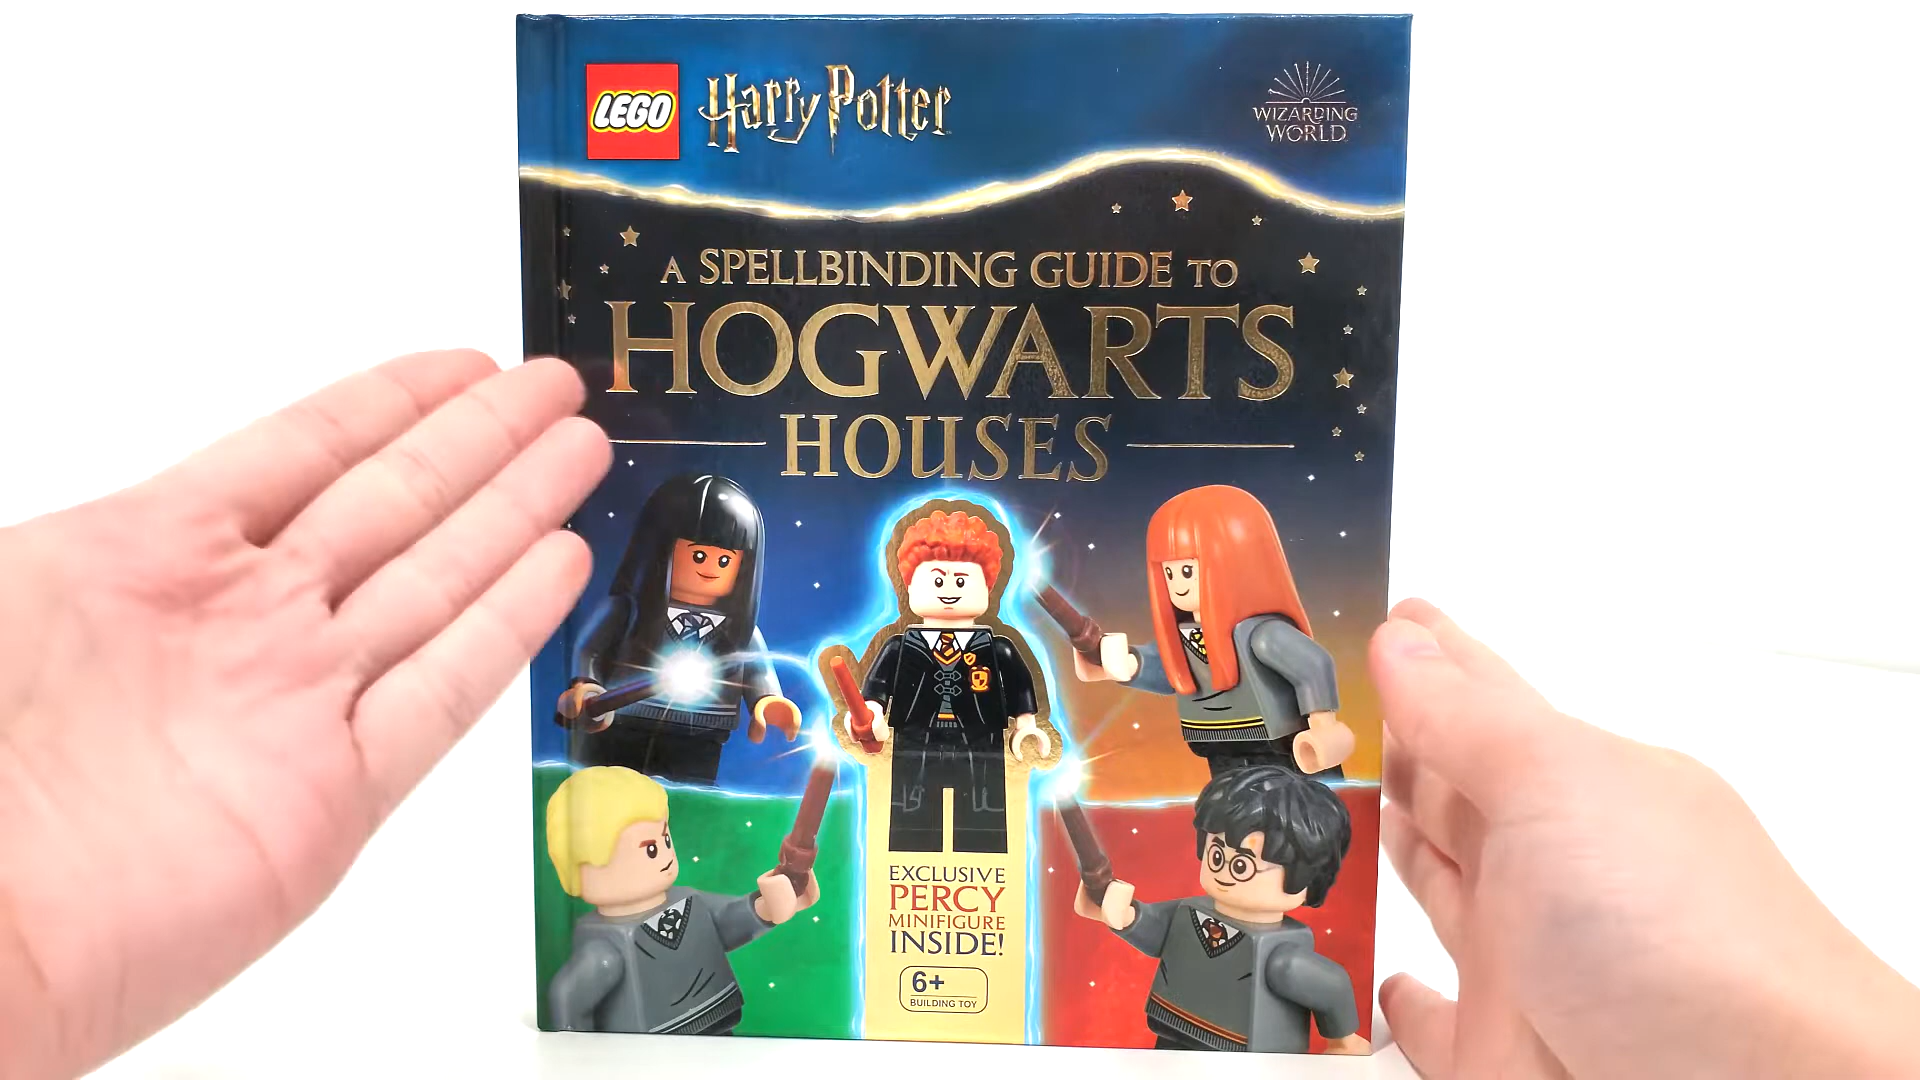 LEGO Harry Potter
WIZARDING
WORLD
A SPELLBINDING GUIDE TO
HOGWARTS
HOUSES
EXCLUSIVE
PERCY
MINIFIGURE
INSIDE!
6+
BUILDING TOY